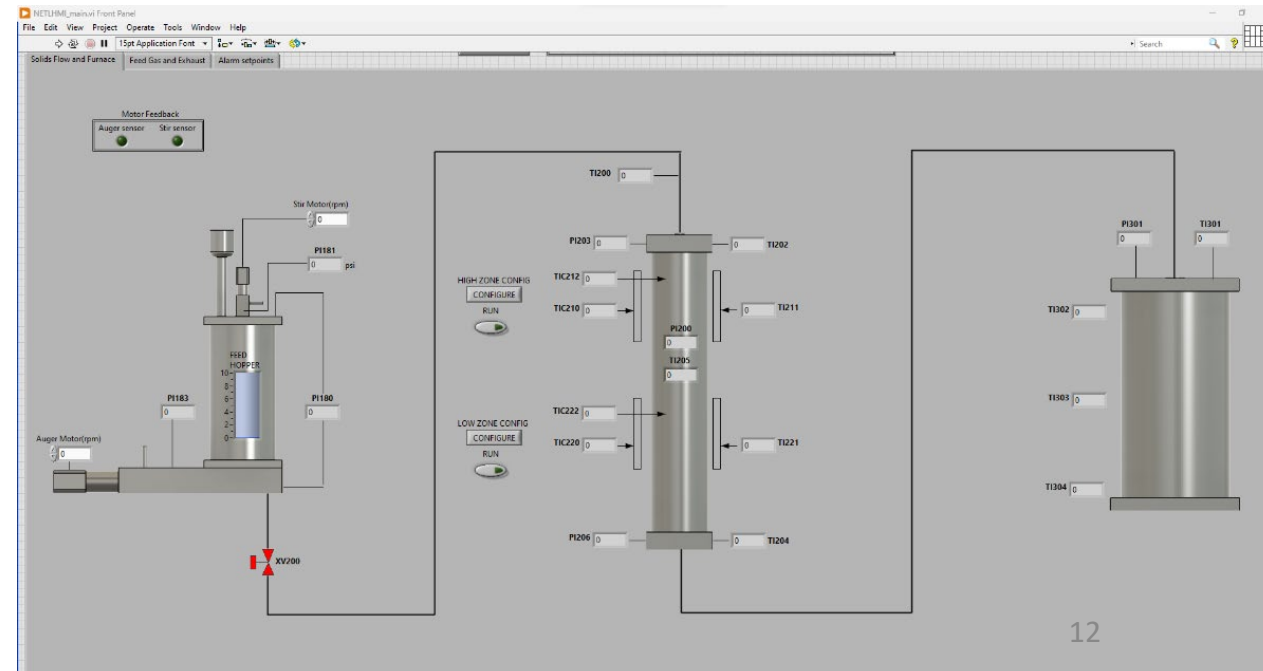 NETLHMI_main.vi Front Panel
File Edit View Project Operate Tools Window Help
15pt Application Font
Search
Solids Flow and Furnace Feed Gas and Exhaust Alarm setpoints
Motor Feedback
Auger sensor Stir sensor
Stir Motor(rpm)
0
PI181
0 psi
FEED
HOPPER
10
8
6
4
2
0
PI183
0
PI180
0
Auger Motor(rpm)
0
XV200
TI200 0
PI203 0
0 TI202
HIGH ZONE CONFIG
CONFIGURE
RUN
TIC212 0
TIC210 0
0 TI211
PI200
0
TI205
0
LOW ZONE CONFIG
CONFIGURE
RUN
TIC222 0
TIC220 0
0 TI221
PI206 0
0 TI204
PI301
0
TI301
0
TI302 0
TI303 0
TI304 0
12